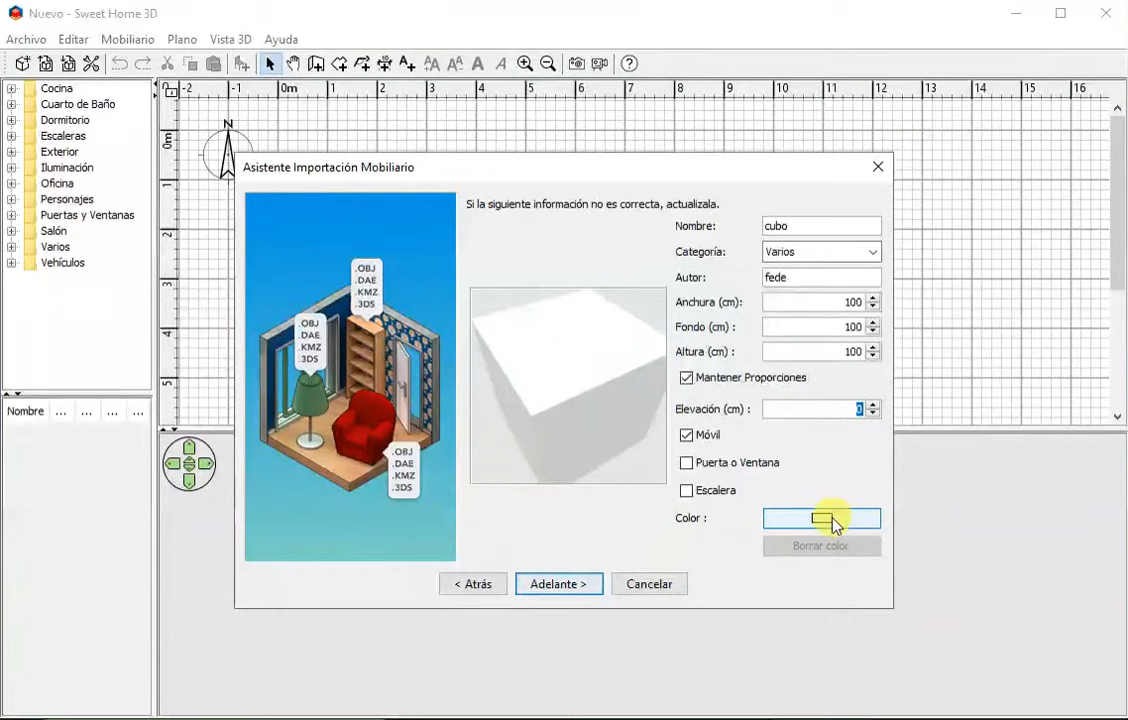 Nuevo - Sweet Home 3D
Archivo Editar Mobiliario Plano Vista 3D Ayuda
-2 -1 0m 1 2 3 4 5 6 7 8 9 10 11 12 13 14 15 16
Cocina
Cuarto de Baño
Dormitorio
Escaleras
Exterior
Iluminación
Oficina
Personajes
Puertas y Ventanas
Salón
Varios
Vehículos
N
0m
1
2
3
4
5
Nombre ... ... ... ...
Asistente Importación Mobiliario
.OBJ
.DAE
.KMZ
.3DS
.OBJ
.DAE
.KMZ
.3DS
.OBJ
.DAE
.KMZ
.3DS
Si la siguiente información no es correcta, actualizala.
Nombre: cubo
Categoría: Varios
Autor: fede
Anchura (cm): 100
Fondo (cm) : 100
Altura (cm) : 100
Mantener Proporciones
Elevación (cm) : 0
Móvil
Puerta o Ventana
Escalera
Color :
Borrar color
< Atrás Adelante > Cancelar